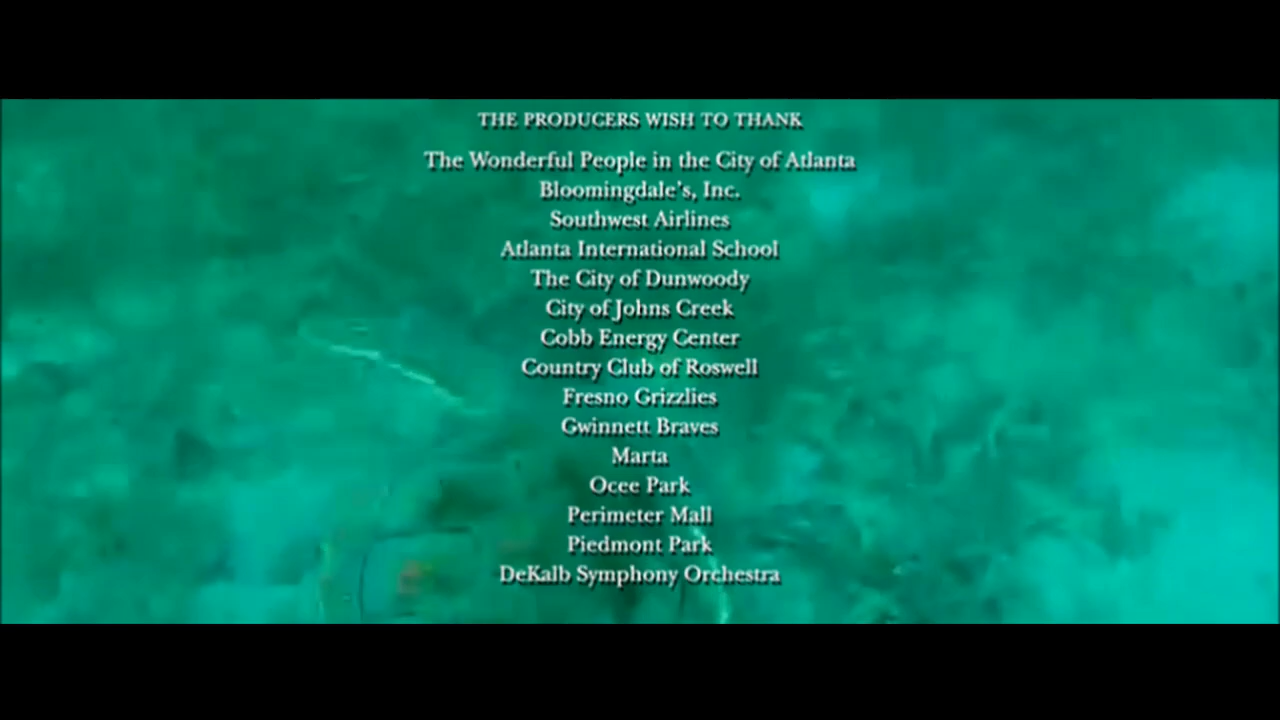 THE PRODUCERS WISH TO THANK
The Wonderful People in the City of Atlanta
Bloomingdale's, Inc.
Southwest Airlines
Atlanta International School
The City of Dunwoody
City of Johns Creek
Cobb Energy Center
Country Club of Roswell
Fresno Grizzlies
Gwinnett Braves
Marta
Ocee Park
Perimeter Mall
Piedmont Park
DeKalb Symphony Orchestra